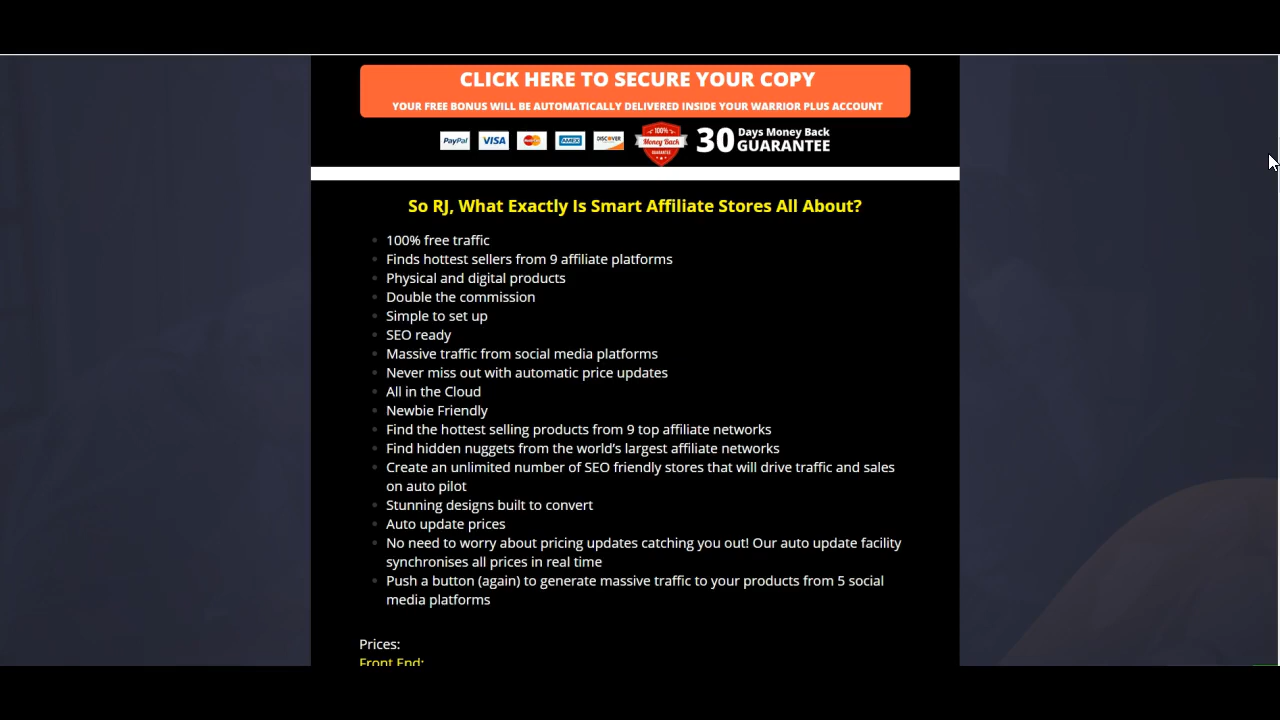 CLICK HERE TO SECURE YOUR COPY
YOUR FREE BONUS WILL BE AUTOMATICALLY DELIVERED INSIDE YOUR WARRIOR PLUS ACCOUNT
PayPal VISA MasterCard AMEX DISCOVER 100% Money Back GUARANTEE 30 Days Money Back GUARANTEE
So RJ, What Exactly Is Smart Affiliate Stores All About?
100% free traffic
Finds hottest sellers from 9 affiliate platforms
Physical and digital products
Double the commission
Simple to set up
SEO ready
Massive traffic from social media platforms
Never miss out with automatic price updates
All in the Cloud
Newbie Friendly
Find the hottest selling products from 9 top affiliate networks
Find hidden nuggets from the world’s largest affiliate networks
Create an unlimited number of SEO friendly stores that will drive traffic and sales
on auto pilot
Stunning designs built to convert
Auto update prices
No need to worry about pricing updates catching you out! Our auto update facility
synchronises all prices in real time
Push a button (again) to generate massive traffic to your products from 5 social
media platforms
Prices:
Front End: